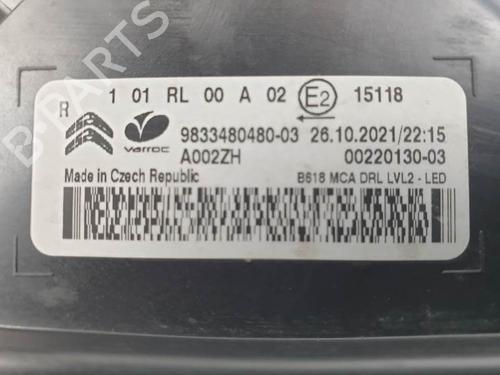 R 1 01 RL 00 A 02 E2 15118
varroc 9833480480-03 26.10.2021/22:15
A002ZH 00220130-03
Made in Czech Republic B618 MCA DRL LVL2 - LED
B-PARTS